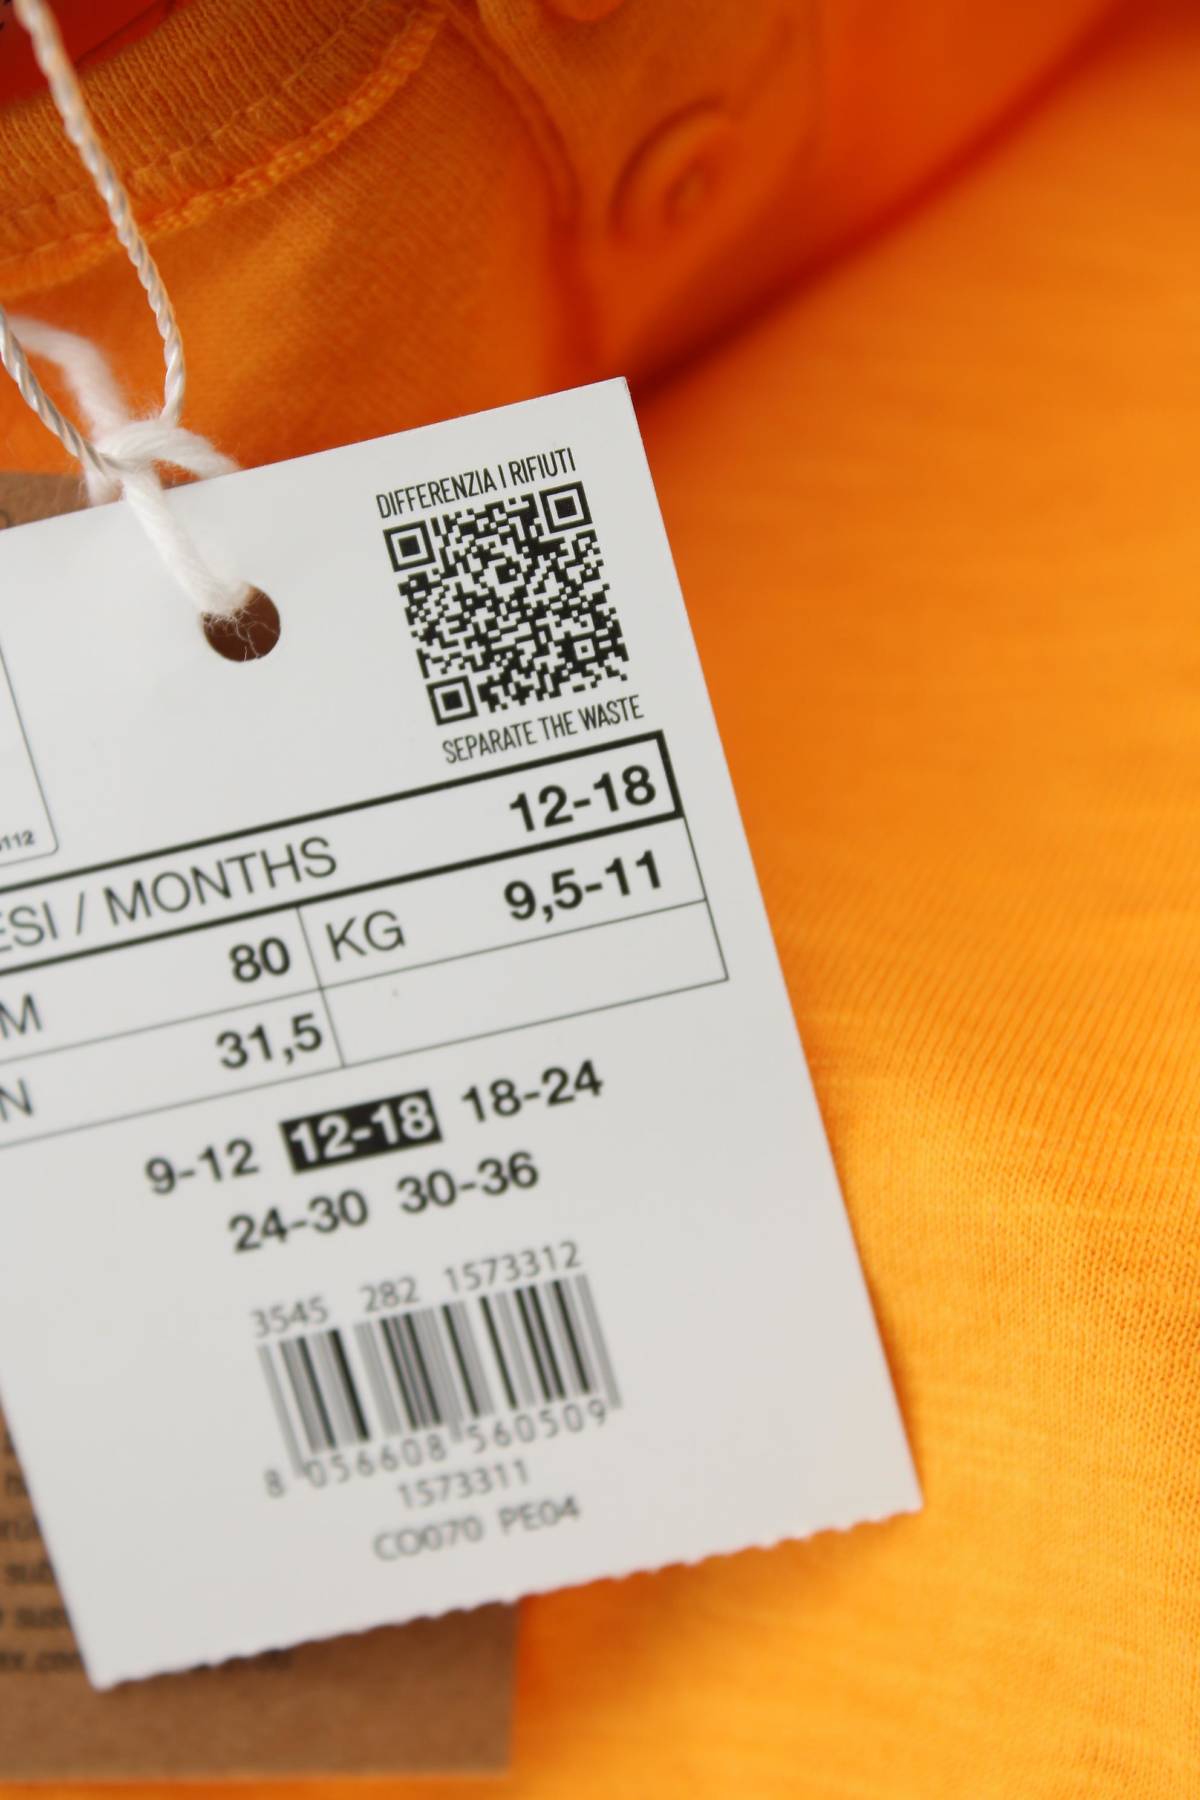 DIFFERENZIA I RIFIUTI
SEPARATE THE WASTE
112
ESI / MONTHS 12-18
M 80 KG 9,5-11
N 31,5
9-12 12-18 18-24
24-30 30-36
3545 282 1573312
8 056608 560509
1573311
CO070 PE04